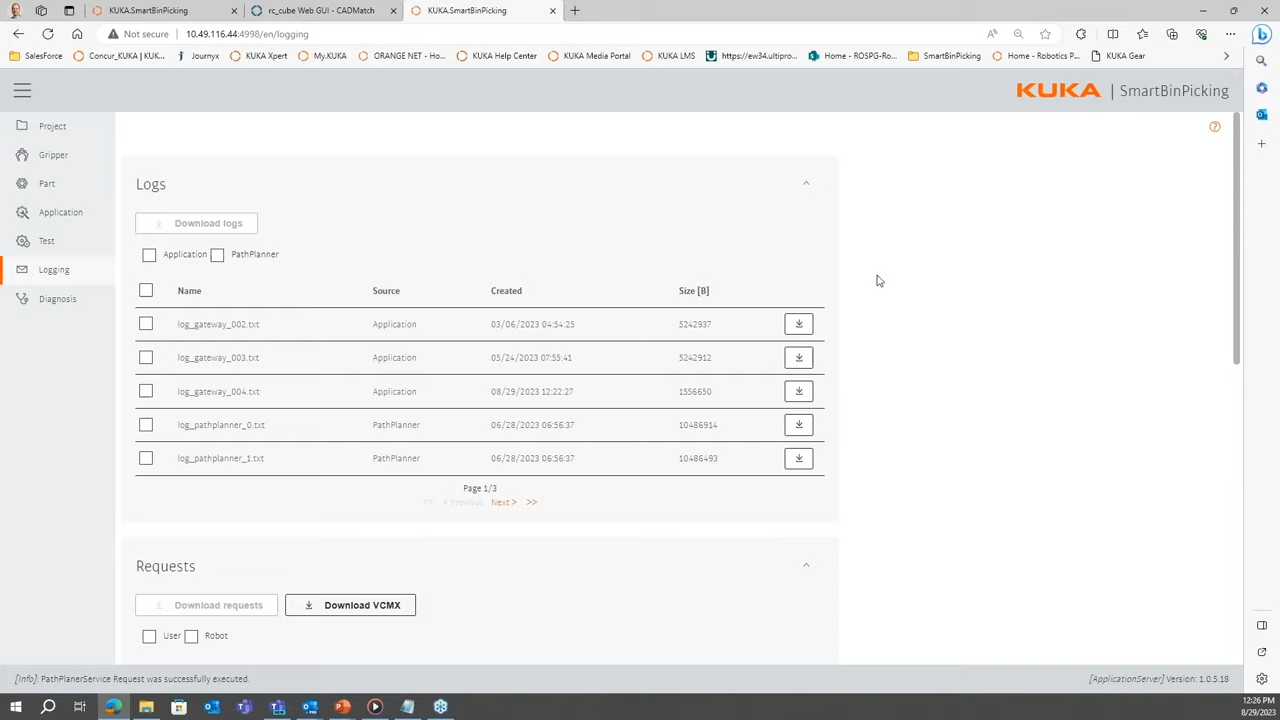 KUKA.SmartBinPicking
rc_cube Web GUI - CADMatch
KUKA.SmartBinPicking
Not secure
10.49.116.44:4998/en/logging
SalesForce
Concur_KUKA | KUK...
Journyx
KUKA Xpert
My.KUKA
ORANGE NET - Ho...
KUKA Help Center
KUKA Media Portal
KUKA LMS
https://ew34.ultipro...
Home - ROSPG-Ro...
SmartBinPicking
Home - Robotics P...
KUKA Gear
KUKA | SmartBinPicking
Project
Gripper
Part
Application
Test
Logging
Diagnosis
Logs
Download logs
Application PathPlanner
Name Source Created Size [B]
log_gateway_002.txt Application 03/06/2023 04:54:25 5242937
log_gateway_003.txt Application 05/24/2023 07:55:41 5242912
log_gateway_004.txt Application 08/29/2023 12:22:27 1556650
log_pathplanner_0.txt PathPlanner 06/28/2023 06:56:37 10486914
log_pathplanner_1.txt PathPlanner 06/28/2023 06:56:37 10486493
Page 1/3
<< < Previous Next > >>
Requests
Download requests Download VCMX
User Robot
[Info]: PathPlanerService Request was successfully executed.
[ApplicationServer] Version: 1.0.5.18
12:26 PM
8/29/2023